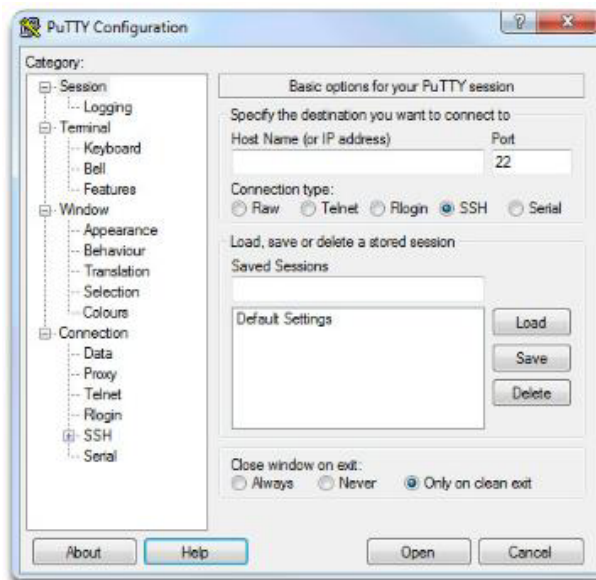 PuTTY Configuration
Category:
Session
Logging
Terminal
Keyboard
Bell
Features
Window
Appearance
Behaviour
Translation
Selection
Colours
Connection
Data
Proxy
Telnet
Rlogin
SSH
Serial
Basic options for your PuTTY session
Specify the destination you want to connect to
Host Name (or IP address) Port
22
Connection type:
Raw Telnet Rlogin SSH Serial
Load, save or delete a stored session
Saved Sessions
Default Settings
Load
Save
Delete
Close window on exit:
Always Never Only on clean exit
About Help Open Cancel